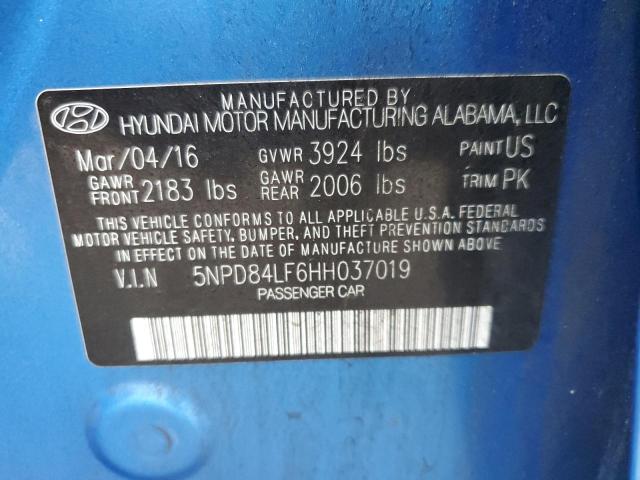 MANUFACTURED BY
HYUNDAI MOTOR MANUFACTURING ALABAMA, LLC
Mar/04/16 GVWR 3924 lbs PAINT US
GAWR FRONT 2183 lbs GAWR REAR 2006 lbs TRIM PK
THIS VEHICLE CONFORMS TO ALL APPLICABLE U.S.A. FEDERAL
MOTOR VEHICLE SAFETY, BUMPER, AND THEFT PREVENTION STANDARDS
IN EFFECT ON THE DATE OF MANUFACTURE SHOWN ABOVE.
V.I.N 5NPD84LF6HH037019
PASSENGER CAR